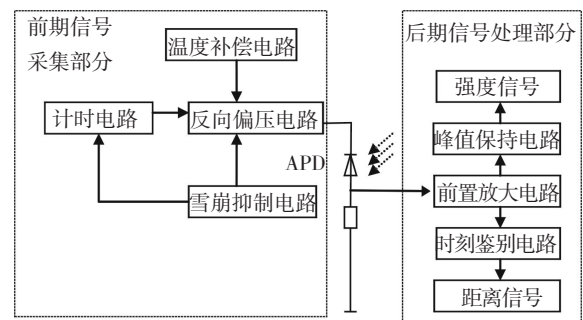 前期信号
采集部分
温度补偿电路
计时电路
反向偏压电路
雪崩抑制电路
APD
后期信号处理部分
强度信号
峰值保持电路
前置放大电路
时刻鉴别电路
距离信号